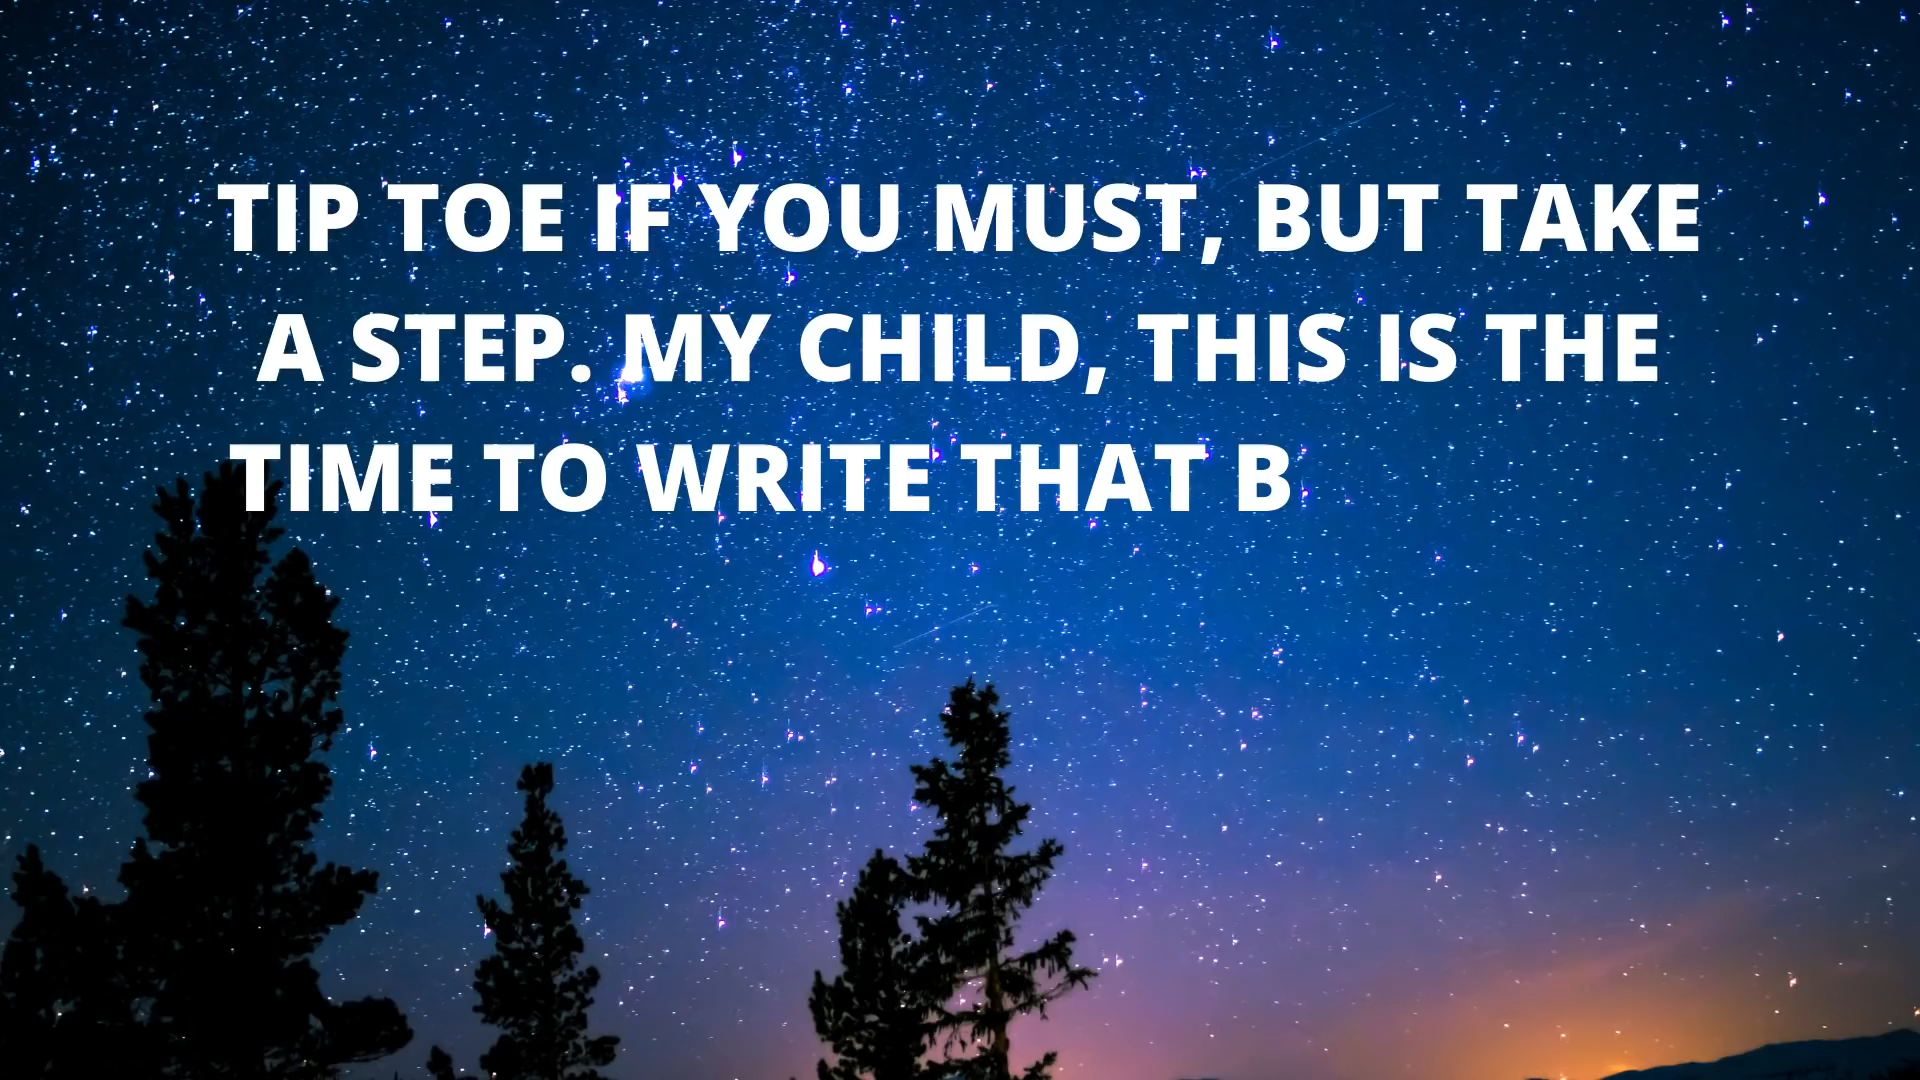 TIP TOE IF YOU MUST, BUT TAKE
A STEP. MY CHILD, THIS IS THE
TIME TO WRITE THAT B